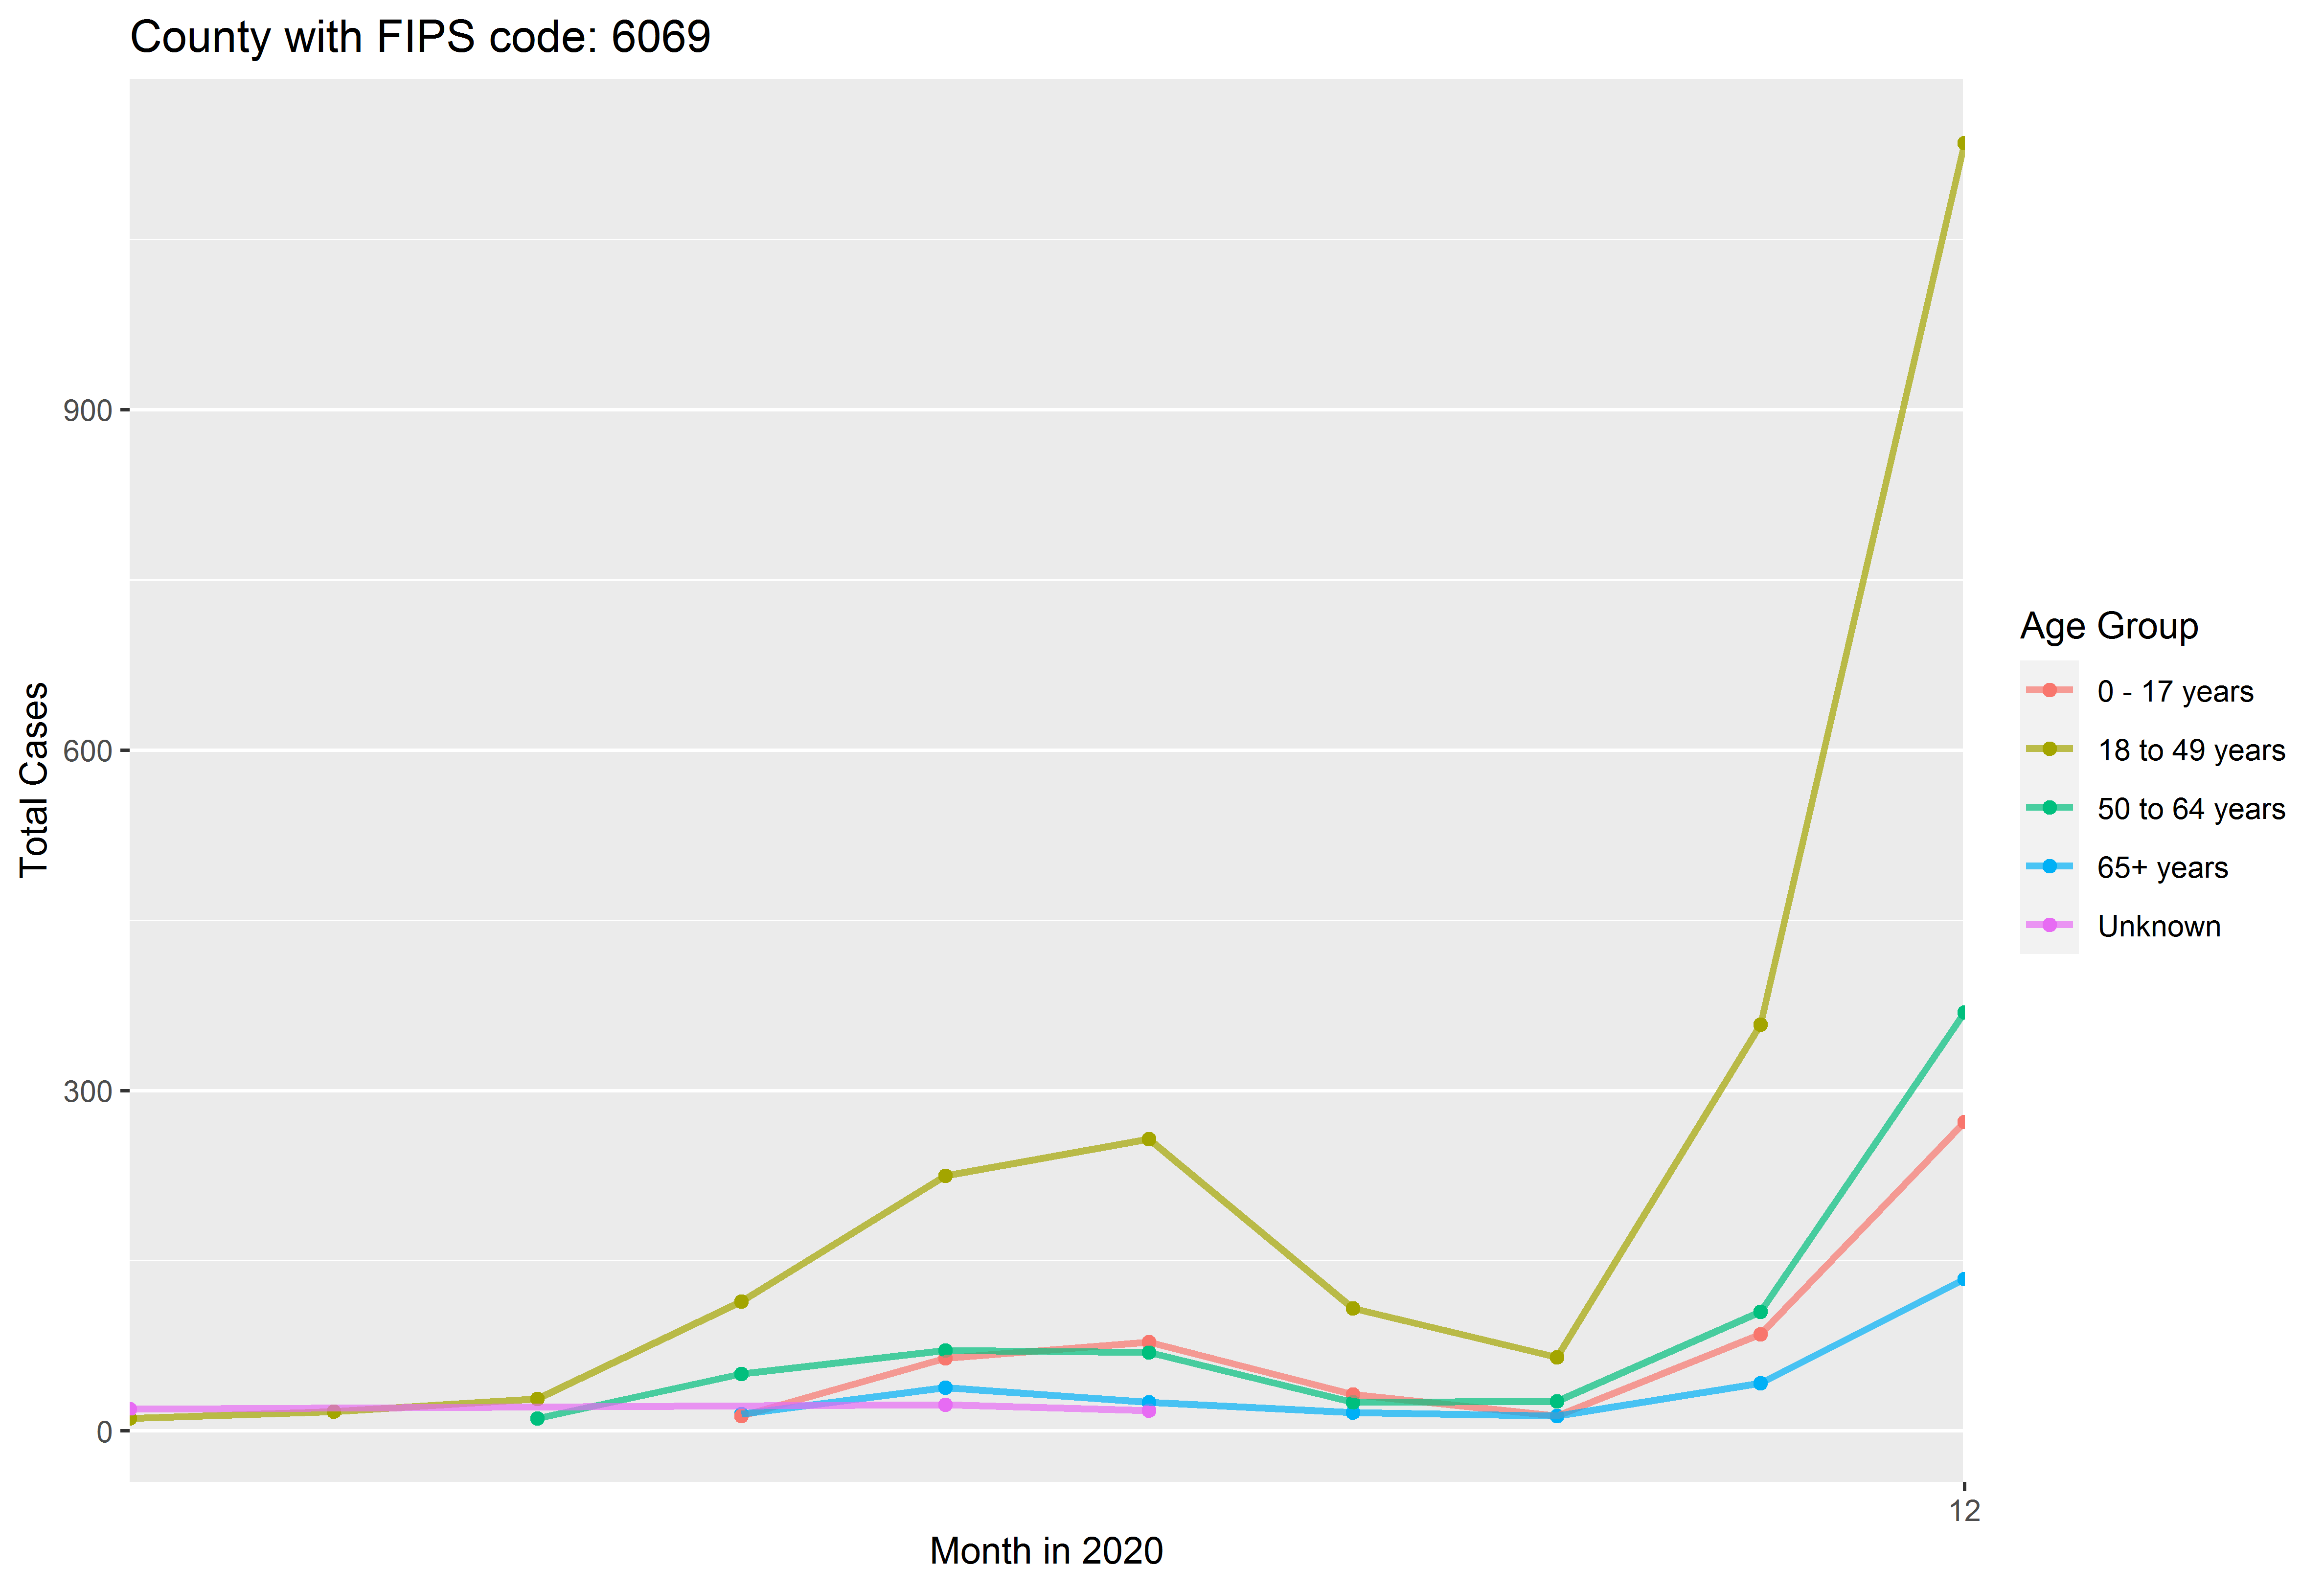 County with FIPS code: 6069
Total Cases
900
600
300
0
12
Month in 2020
Age Group
0 - 17 years
18 to 49 years
50 to 64 years
65+ years
Unknown